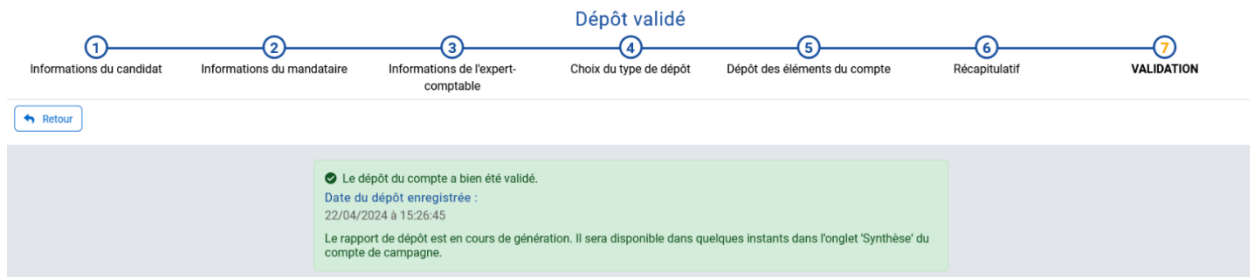 Dépôt validé
1 2 3 4 5 6 7
Informations du candidat Informations du mandataire Informations de l'expert- Choix du type de dépôt Dépôt des éléments du compte Récapitulatif VALIDATION
comptable
Retour
Le dépôt du compte a bien été validé.
Date du dépôt enregistrée :
22/04/2024 à 15:26:45
Le rapport de dépôt est en cours de génération. Il sera disponible dans quelques instants dans l'onglet 'Synthèse' du
compte de campagne.